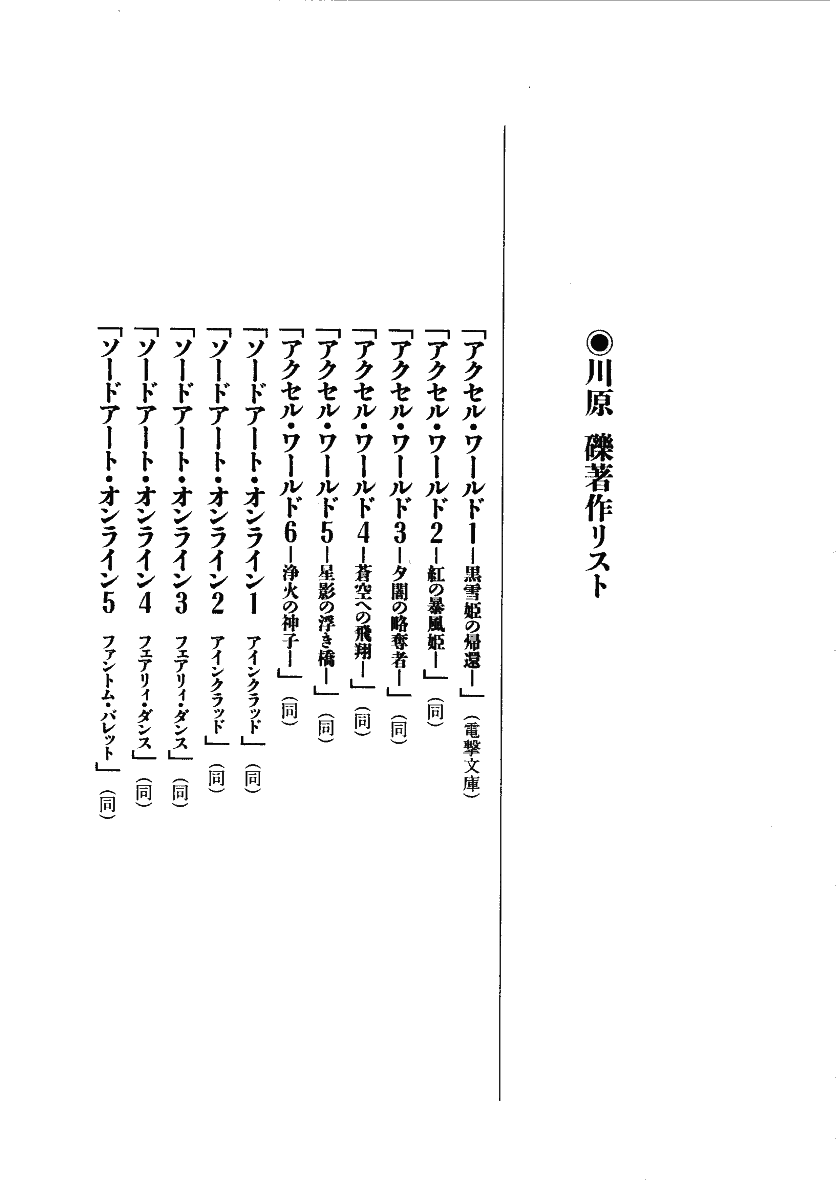 ◉川原 礫著作リスト
「アクセル・ワールド1―黒雪姫の帰還―」(電撃文庫)
「アクセル・ワールド2―紅の暴風姫―」(同)
「アクセル・ワールド3―夕闇の略奪者―」(同)
「アクセル・ワールド4―蒼空への飛翔―」(同)
「アクセル・ワールド5―星影の浮き橋―」(同)
「アクセル・ワールド6―浄火の神子―」(同)
「ソードアート・オンライン1 アインクラッド」(同)
「ソードアート・オンライン2 アインクラッド」(同)
「ソードアート・オンライン3 フェアリィ・ダンス」(同)
「ソードアート・オンライン4 フェアリィ・ダンス」(同)
「ソードアート・オンライン5 ファントム・バレット」(同)